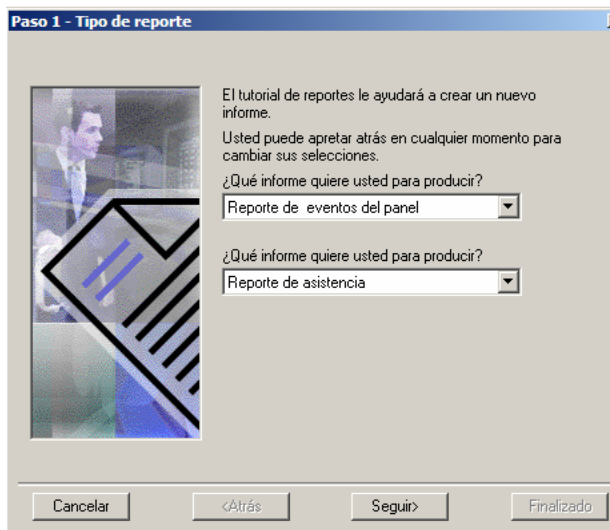 Paso 1 - Tipo de reporte
El tutorial de reportes le ayudará a crear un nuevo
informe.
Usted puede apretar atrás en cualquier momento para
cambiar sus selecciones.
¿Qué informe quiere usted para producir?
Reporte de eventos del panel
¿Qué informe quiere usted para producir?
Reporte de asistencia
Cancelar <Atrás Seguir> Finalizado